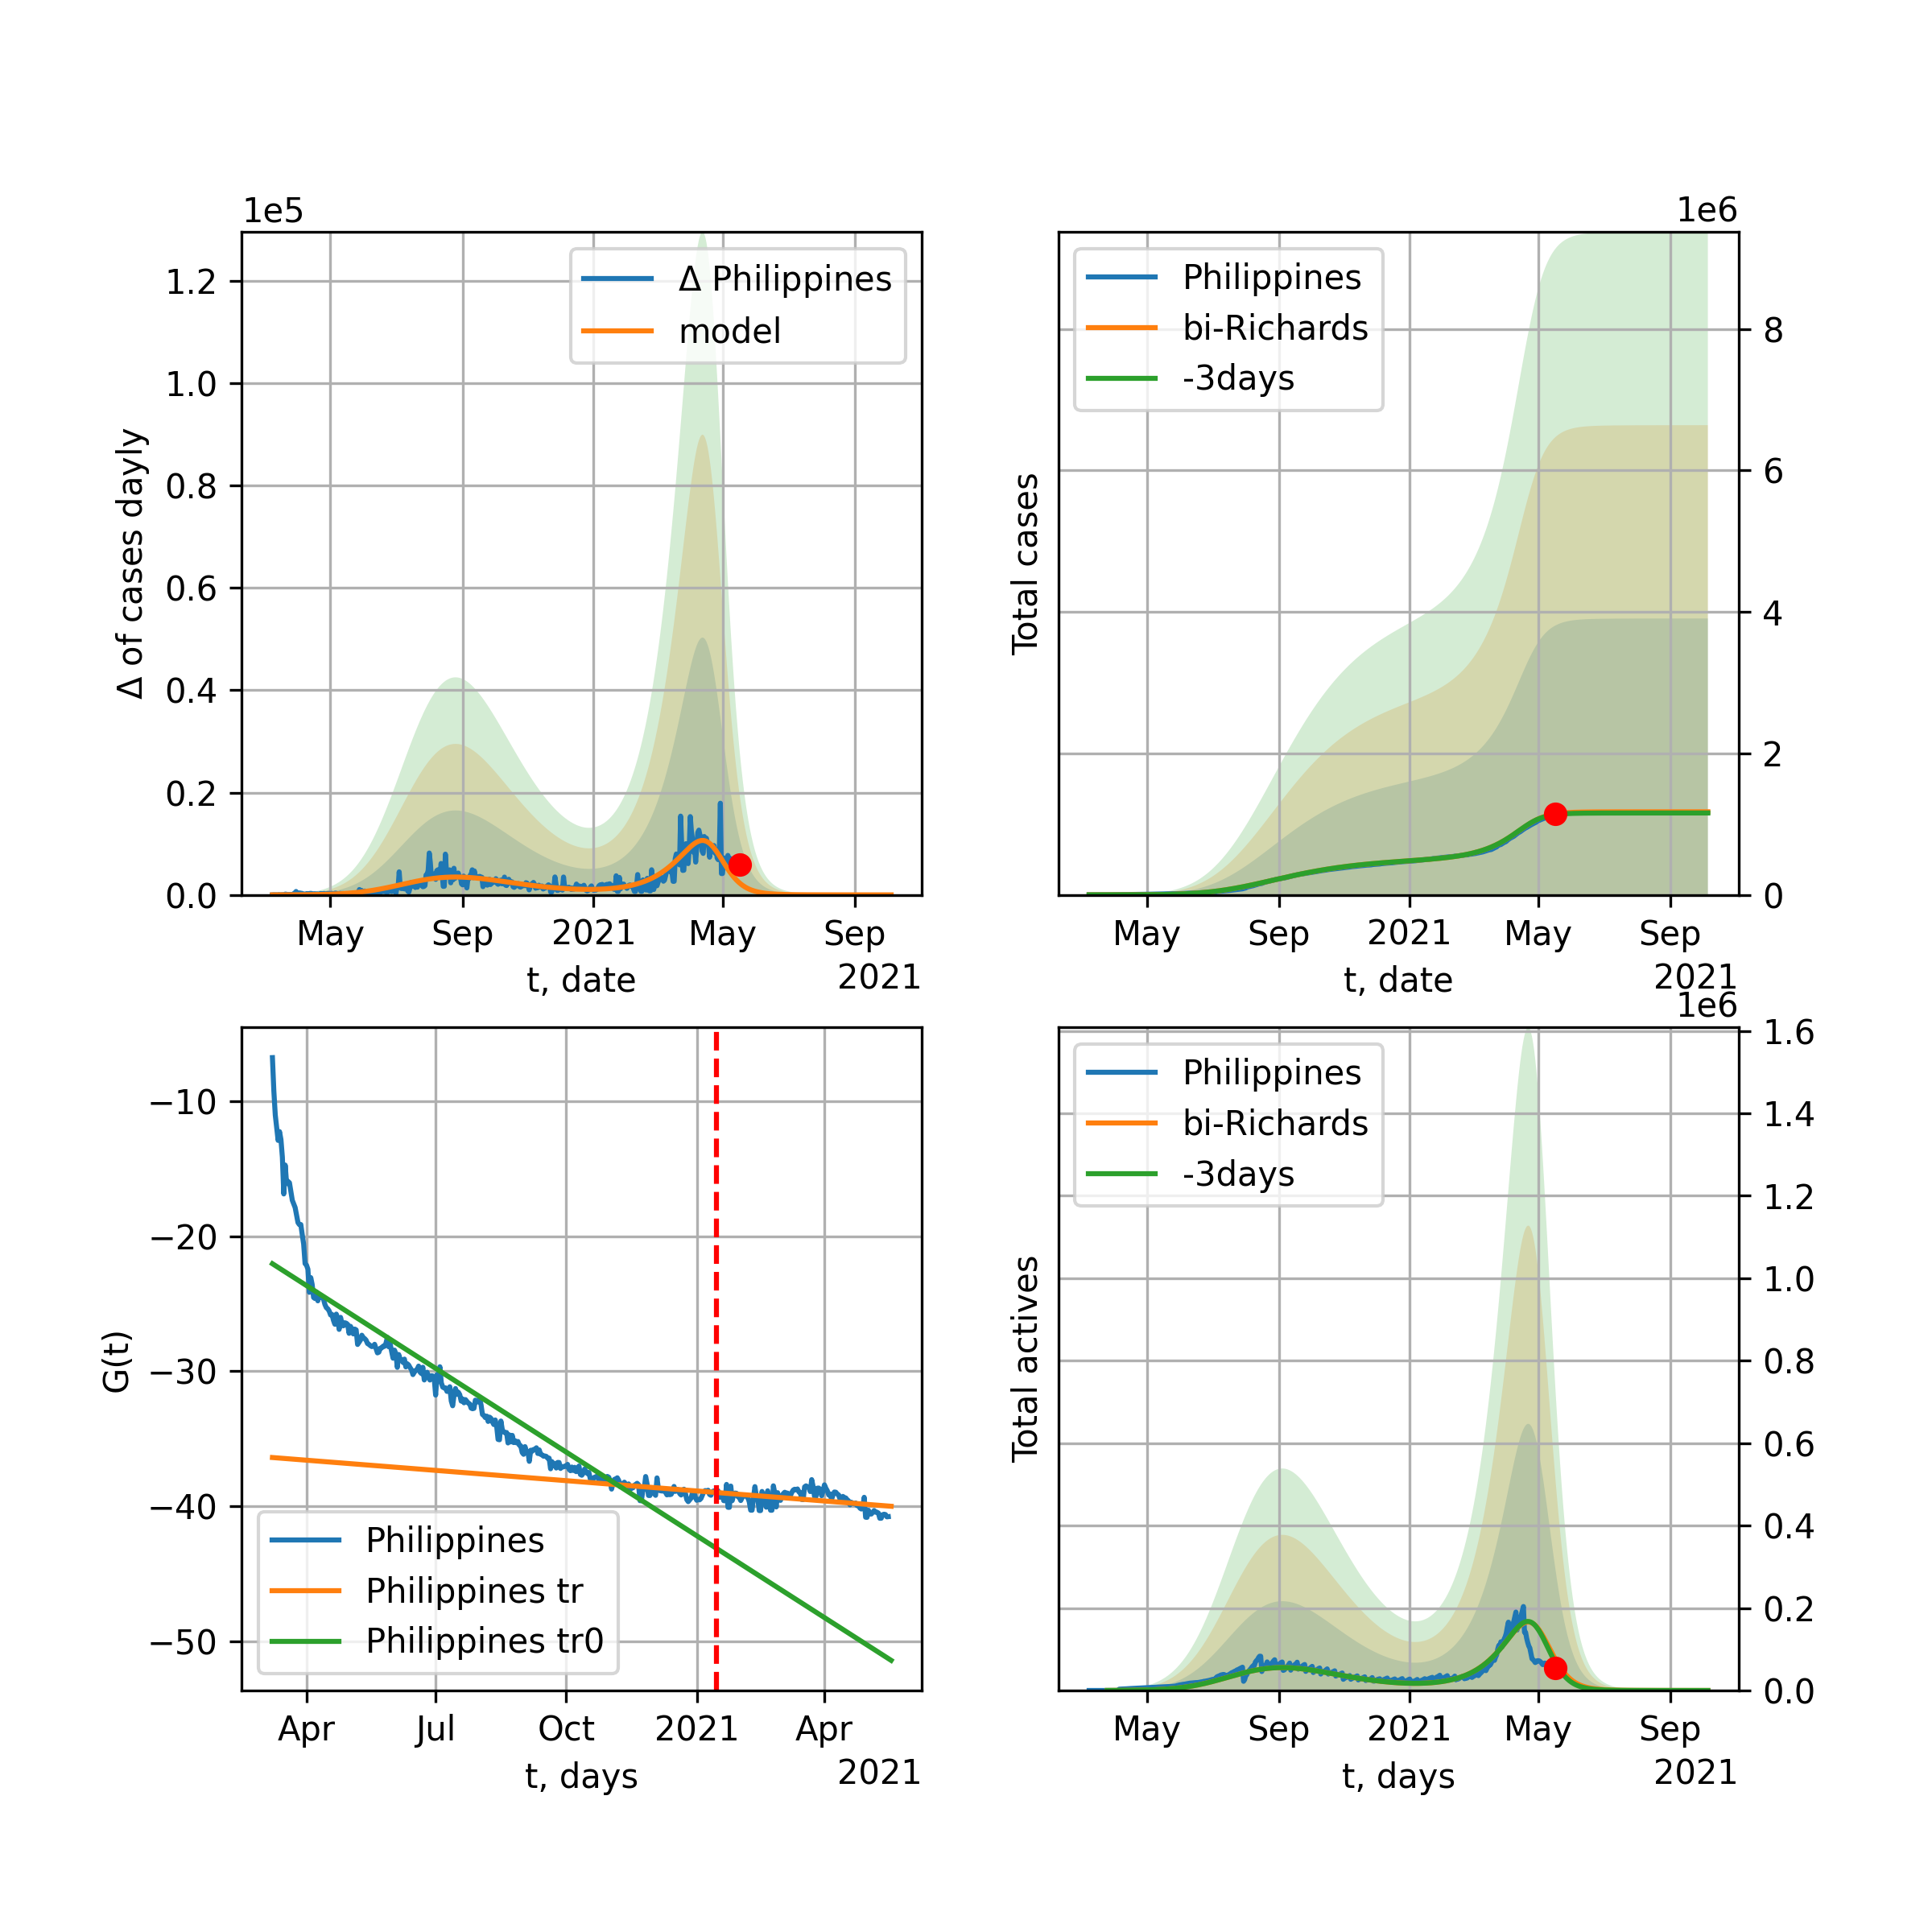 1e5
1.2
1.0
0.8
0.6
0.4
0.2
0.0
Δ of cases dayly
Δ Philippines
model
May Sep 2021 May Sep
t, date
2021
1e6
Total cases
Philippines
bi-Richards
-3days
8
6
4
2
0
May Sep 2021 May Sep
t, date
2021
−10
−20
−30
−40
−50
G(t)
Philippines
Philippines tr
Philippines tr0
Apr Jul Oct 2021 Apr
t, days
2021
1e6
Total actives
Philippines
bi-Richards
-3days
1.6
1.4
1.2
1.0
0.8
0.6
0.4
0.2
0.0
May Sep 2021 May Sep
t, days
2021